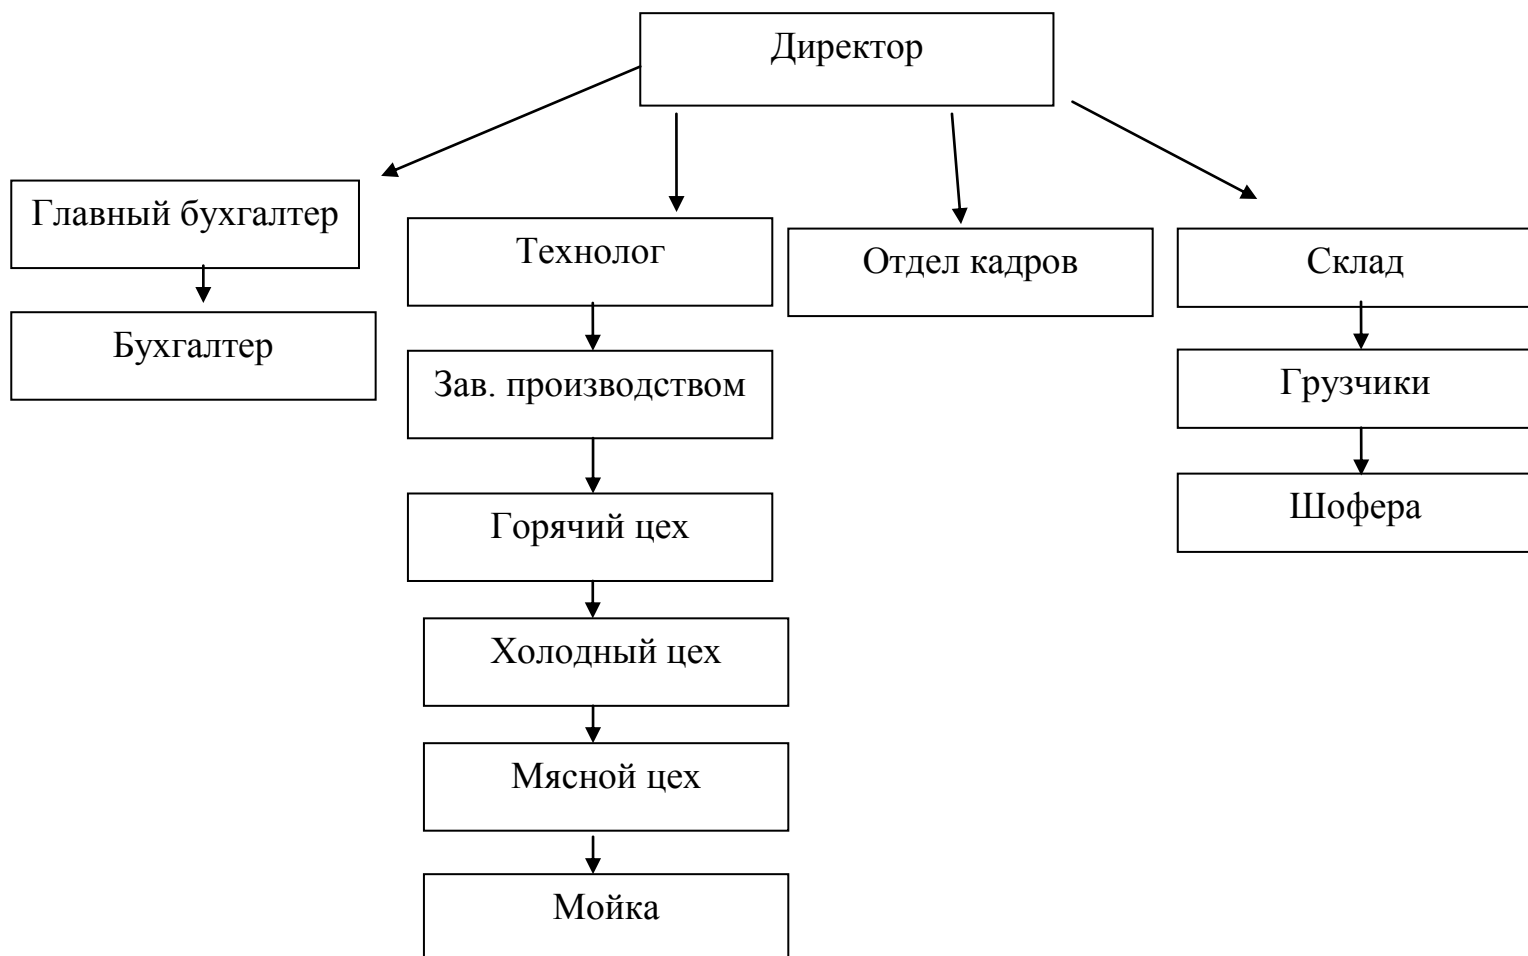 Директор
Главный бухгалтер
Технолог
Отдел кадров
Склад
Бухгалтер
Зав. производством
Грузчики
Горячий цех
Шофера
Холодный цех
Мясной цех
Мойка